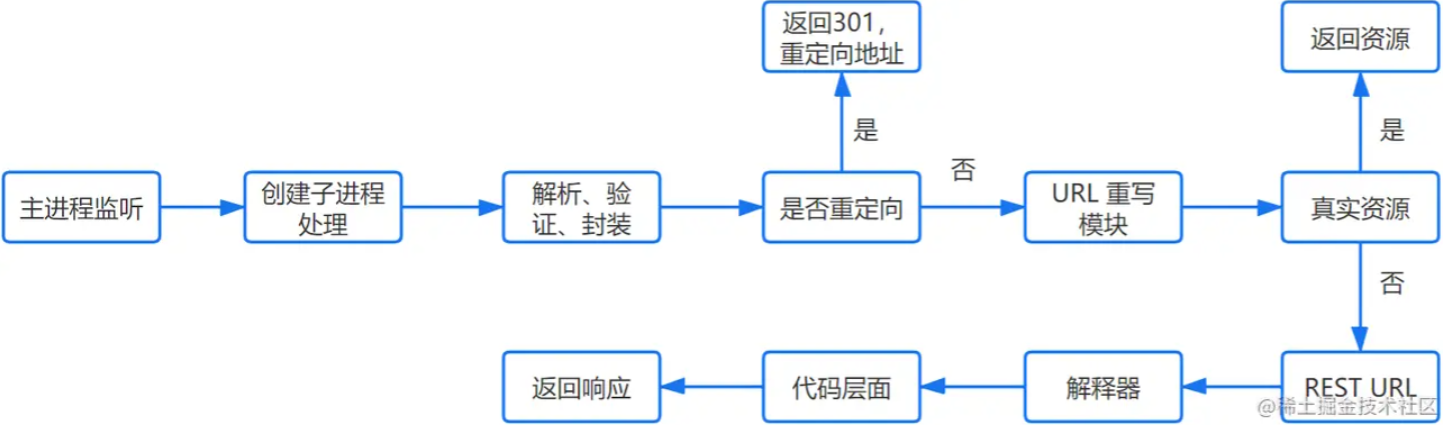 返回301，
重定向地址
返回资源
是
是
主进程监听
创建子进程
处理
解析、验
证、封装
是否重定向
否
URL 重写
模块
真实资源
否
返回响应
代码层面
解释器
REST URL
@稀土掘金技术社区